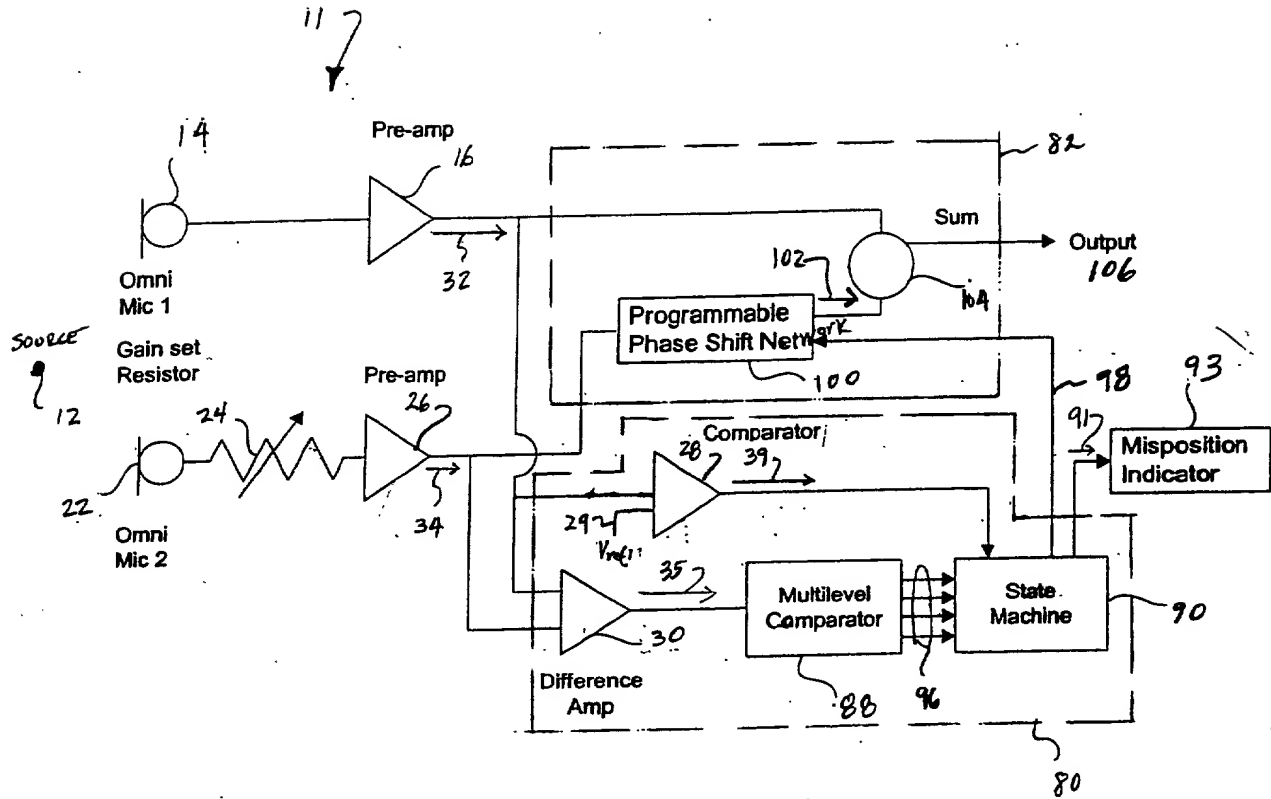 11
14
Pre-amp
16
82
Sum
32
102
Output
106
104
Omni
Mic 1
Programmable
Phase Shift Network
100
SOURCE
12
Gain set
Resistor
24
Pre-amp
26
34
98
93
91
Misposition
Indicator
Comparator
28
39
22
Omni
Mic 2
29
35
Multilevel
Comparator
State
Machine
90
30
96
Difference
Amp
88
80